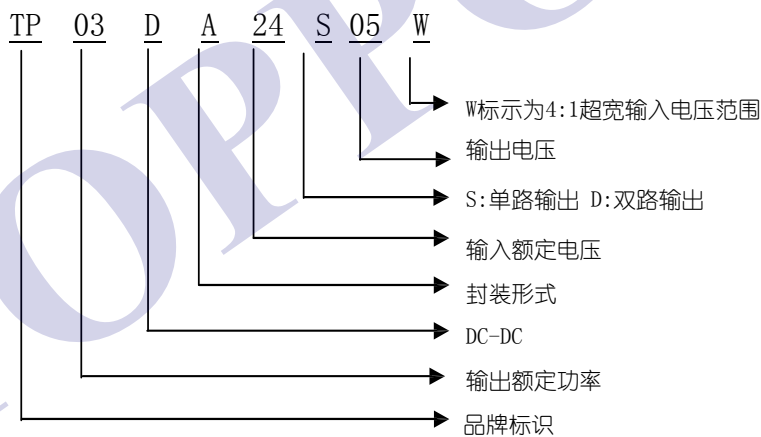 TP 03 D A 24 S 05 W
W标示为4:1超宽输入电压范围
输出电压
S:单路输出 D:双路输出
输入额定电压
封装形式
DC-DC
输出额定功率
品牌标识